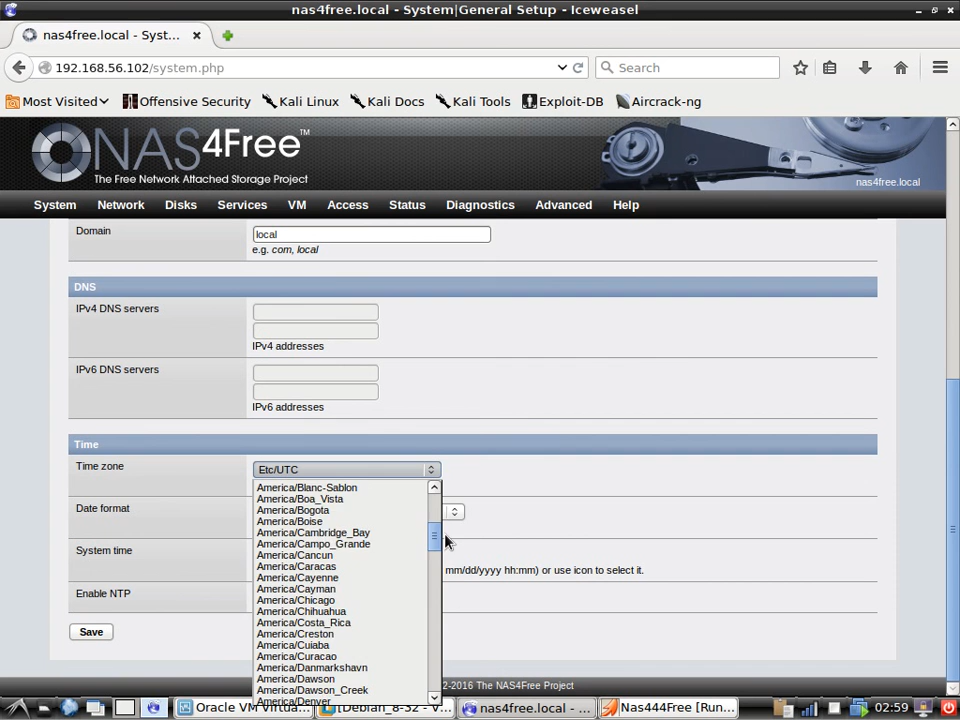 nas4free.local - System|General Setup - Iceweasel
nas4free.local - Syst...
192.168.56.102/system.php
Search
Most Visited
Offensive Security
Kali Linux
Kali Docs
Kali Tools
Exploit-DB
Aircrack-ng
NAS4Free™
The Free Network Attached Storage Project
nas4free.local
System Network Disks Services VM Access Status Diagnostics Advanced Help
Domain
local
e.g. com, local
DNS
IPv4 DNS servers
IPv4 addresses
IPv6 DNS servers
IPv6 addresses
Time
Time zone
Etc/UTC
America/Blanc-Sablon
America/Boa_Vista
America/Bogota
America/Boise
America/Cambridge_Bay
America/Campo_Grande
America/Cancun
America/Caracas
America/Cayenne
America/Cayman
America/Chicago
America/Chihuahua
America/Costa_Rica
America/Creston
America/Cuiaba
America/Curacao
America/Danmarkshavn
America/Dawson
America/Dawson_Creek
America/Denver
Date format
System time
mm/dd/yyyy hh:mm) or use icon to select it.
Enable NTP
Save
2-2016 The NAS4Free Project
Oracle VM Virtua...
[Debian_8-32 - V...
nas4free.local - ...
Nas444Free [Run...
02:59